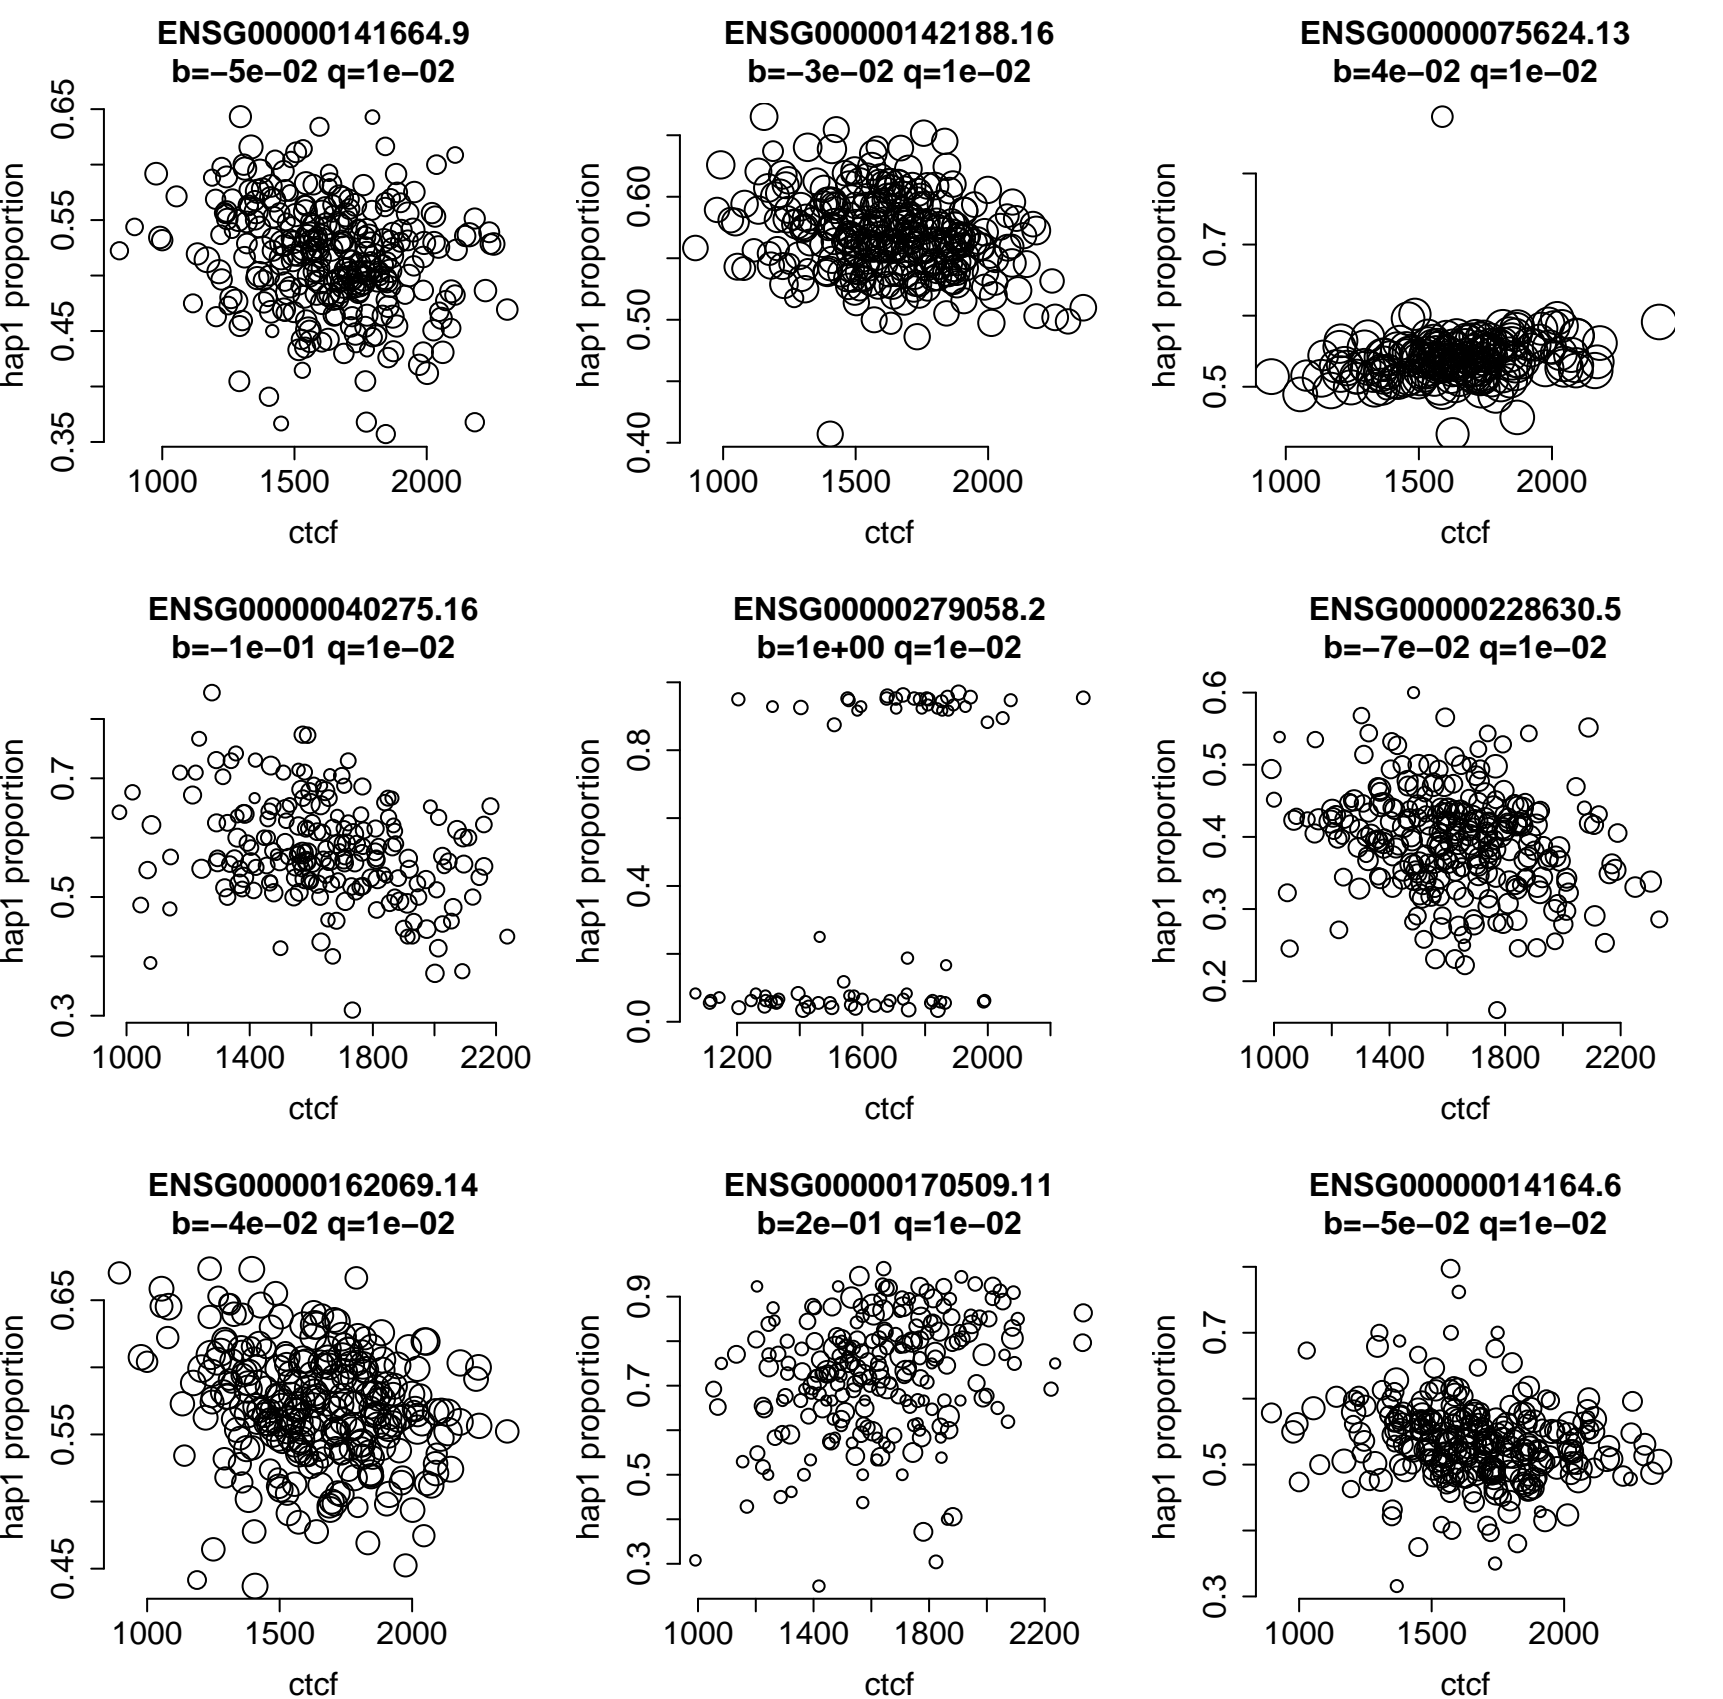 ENSG00000141664.9
b=−5e−02 q=1e−02
hap1 proportion
0.35 0.45 0.55 0.65
1000 1500 2000
ctcf
ENSG00000142188.16
b=−3e−02 q=1e−02
hap1 proportion
0.40 0.50 0.60
1000 1500 2000
ctcf
ENSG00000075624.13
b=4e−02 q=1e−02
hap1 proportion
0.5 0.7
1000 1500 2000
ctcf
ENSG00000040275.16
b=−1e−01 q=1e−02
hap1 proportion
0.3 0.5 0.7
1000 1400 1800 2200
ctcf
ENSG00000279058.2
b=1e+00 q=1e−02
hap1 proportion
0.0 0.4 0.8
1200 1600 2000
ctcf
ENSG00000228630.5
b=−7e−02 q=1e−02
hap1 proportion
0.2 0.3 0.4 0.5 0.6
1000 1400 1800 2200
ctcf
ENSG00000162069.14
b=−4e−02 q=1e−02
hap1 proportion
0.45 0.55 0.65
1000 1500 2000
ctcf
ENSG00000170509.11
b=2e−01 q=1e−02
hap1 proportion
0.3 0.5 0.7 0.9
1000 1400 1800 2200
ctcf
ENSG00000014164.6
b=−5e−02 q=1e−02
hap1 proportion
0.3 0.5 0.7
1000 1500 2000
ctcf